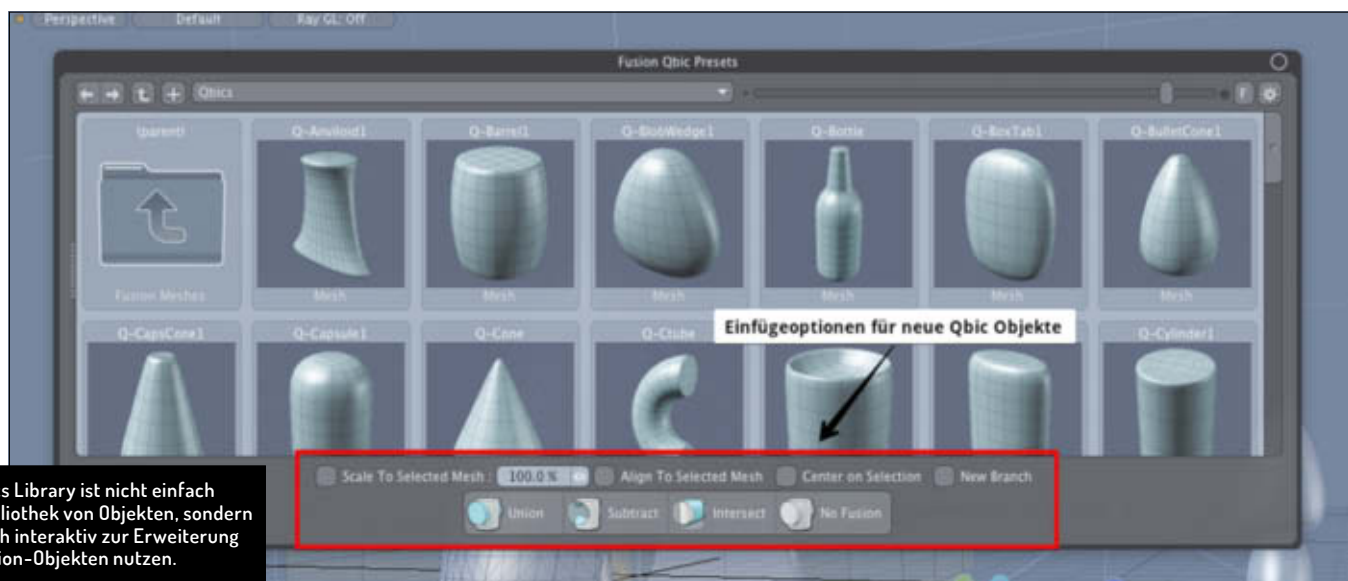 Perspective Default Ray GL: Off
Fusion Qbic Presets
Qbics F
(parent) Q-Anviloid1 Q-Barrel1 Q-BlobWedge1 Q-Bottle Q-BoxTab1 Q-BulletCone1
Fusion Meshes Mesh Mesh Mesh Mesh Mesh Mesh
Q-CapsCone1 Q-Capsule1 Q-Cone Q-Ctube Q-Cylinder1
Einfügeoptionen für neue Qbic Objekte
Scale To Selected Mesh : 100.0 % Align To Selected Mesh Center on Selection New Branch
Union Subtract Intersect No Fusion
s Library ist nicht einfach
bliothek von Objekten, sondern
h interaktiv zur Erweiterung
ion-Objekten nutzen.